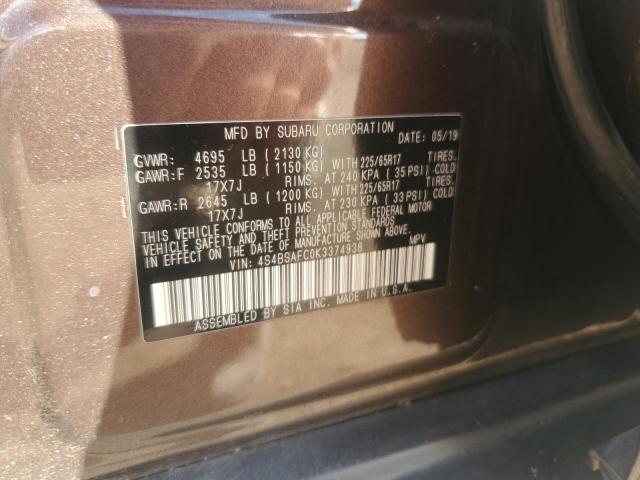 MFD BY SUBARU CORPORATION DATE: 05/19
GVWR: 4695 LB ( 2130 KG)
GAWR:F 2535 LB ( 1150 KG) WITH 225/65R17 TIRES.
17X7J RIMS. AT 240 KPA ( 35 PSI) COLD
GAWR:R 2645 LB ( 1200 KG) WITH 225/65R17 TIRES.
17X7J RIMS. AT 230 KPA ( 33 PSI) COLD
THIS VEHICLE CONFORMS TO ALL APPLICABLE FEDERAL MOTOR
VEHICLE SAFETY AND THEFT PREVENTION STANDARDS
IN EFFECT ON THE DATE OF MANUFACTURE SHOWN ABOVE.
VIN: 4S4BSAFC0K3374938 MPV
ASSEMBLED BY SIA INC. MADE IN U.S.A.